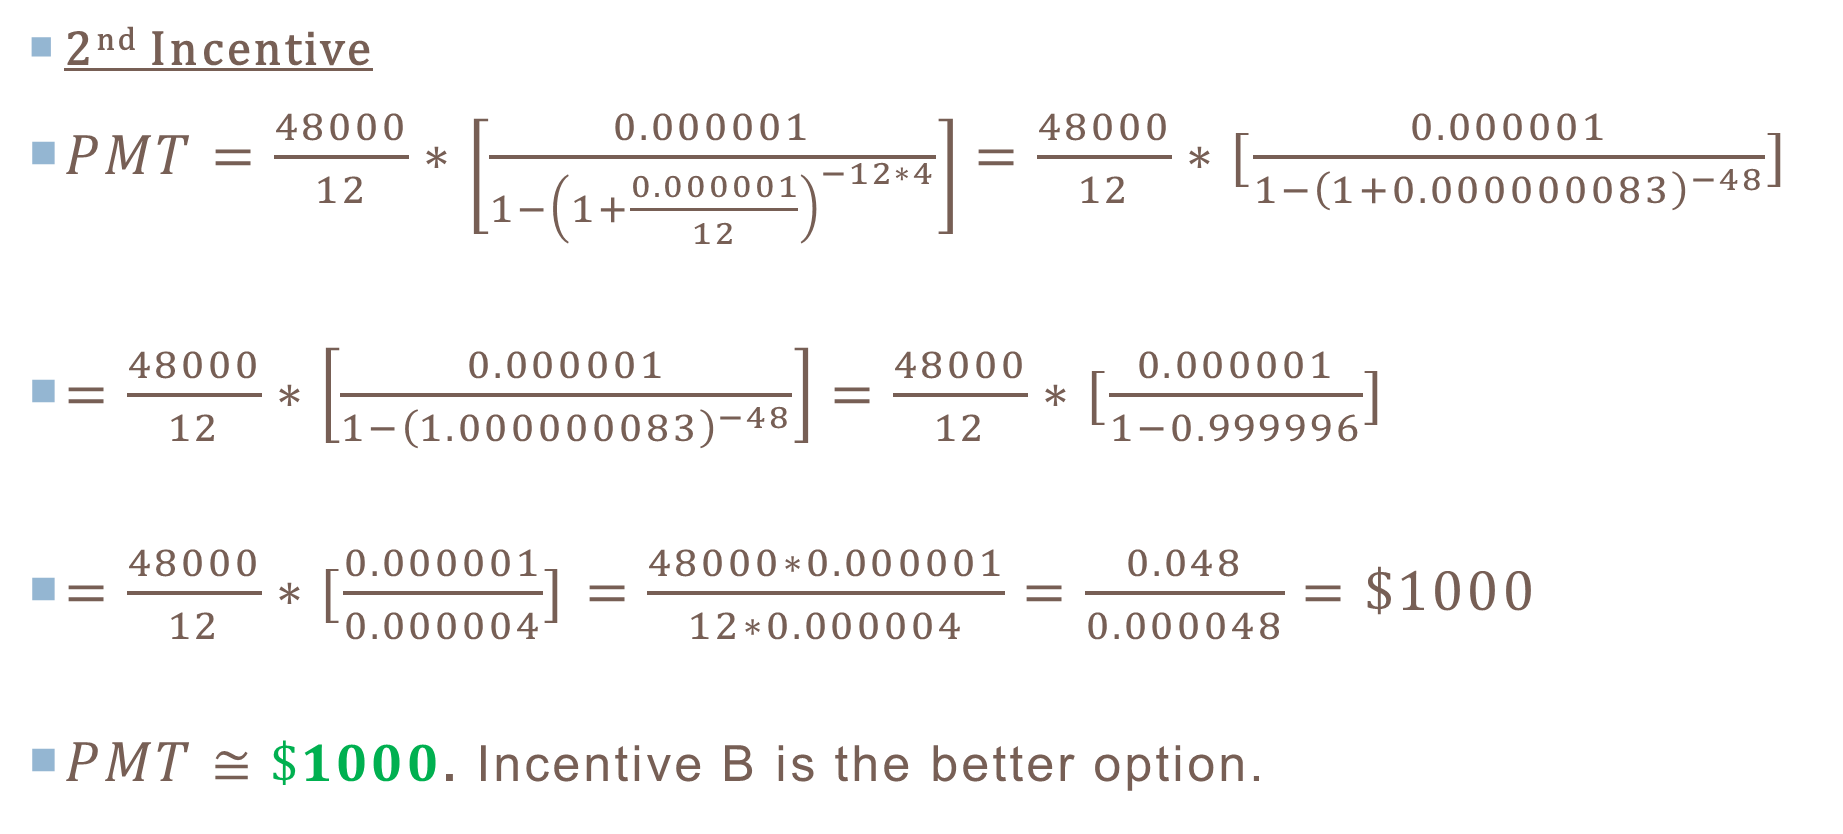 2nd Incentive
PMT = 48000/12 * [0.000001/(1−(1+0.000001/12)^(−12*4))] = 48000/12 * [0.000001/(1−(1+0.000000083)^(−48))]
= 48000/12 * [0.000001/(1−(1.000000083)^(−48))] = 48000/12 * [0.000001/(1−0.999996)]
= 48000/12 * [0.000001/0.000004] = (48000*0.000001)/(12*0.000004) = 0.048/0.000048 = $1000
PMT ≅ $1000. Incentive B is the better option.